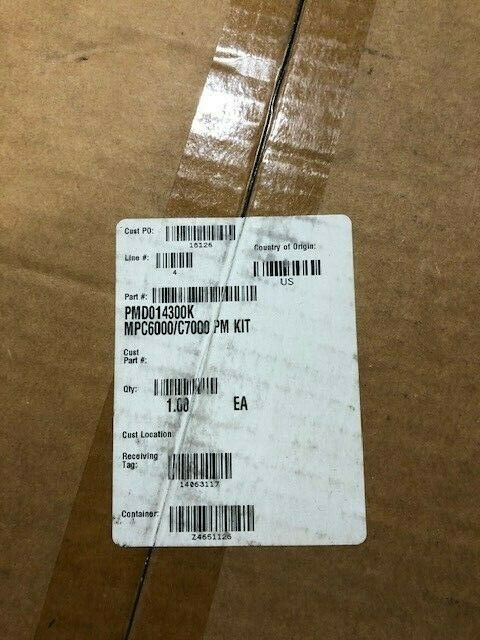 Cust PO:
16126
Country of Origin:
US
Line #:
4
Part #:
PMD014300K
MPC6000/C7000 PM KIT
Cust
Part #:
Qty:
1.00 EA
Cust Location:
Receiving
Tag:
14063117
Container:
Z4651126